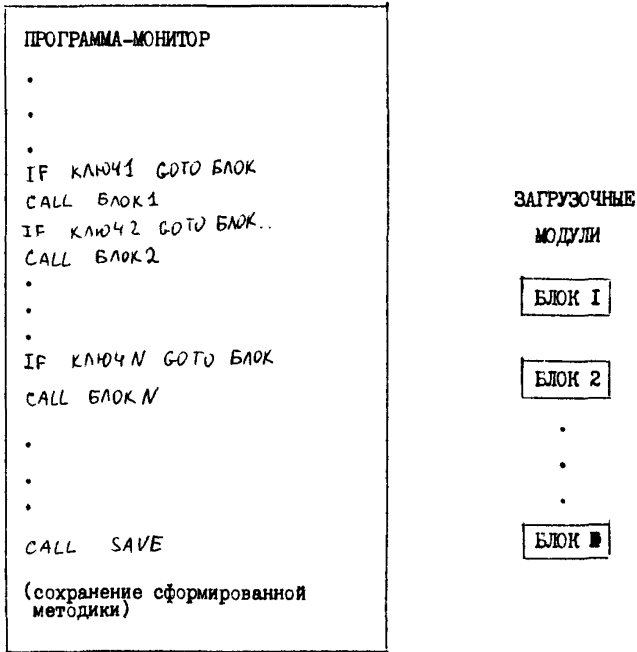 ПРОГРАММА-МОНИТОР
.
.
.
IF КЛЮЧ1 GOTO БЛОК
CALL БЛОК1
IF КЛЮЧ2 GOTO БЛОК..
CALL БЛОК2
.
.
.
IF КЛЮЧN GOTO БЛОК
CALL БЛОКN
.
.
.
CALL SAVE
(сохранение сформированной
методики)
ЗАГРУЗОЧНЫЕ
МОДУЛИ
БЛОК I
БЛОК 2
.
.
.
БЛОК